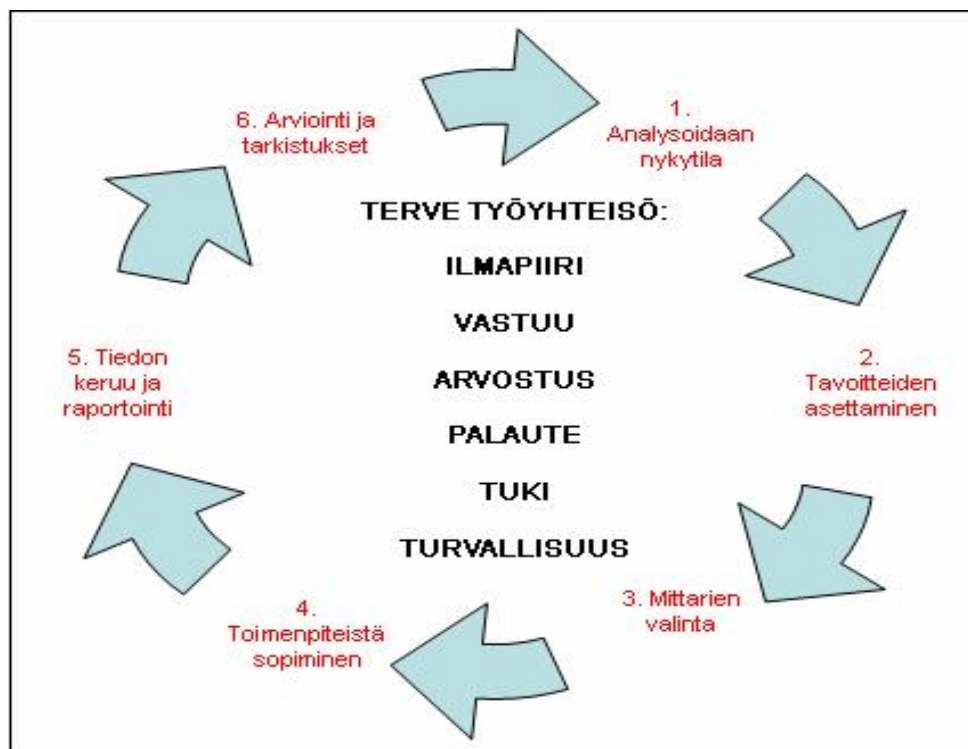 1.
Analysoidaan
nykytila
2.
Tavoitteiden
asettaminen
3. Mittarien
valinta
4.
Toimenpiteistä
sopiminen
5. Tiedon
keruu ja
raportointi
6. Arviointi ja
tarkistukset
TERVE TYÖYHTEISÖ:
ILMAPIIRI
VASTUU
ARVOSTUS
PALAUTE
TUKI
TURVALLISUUS